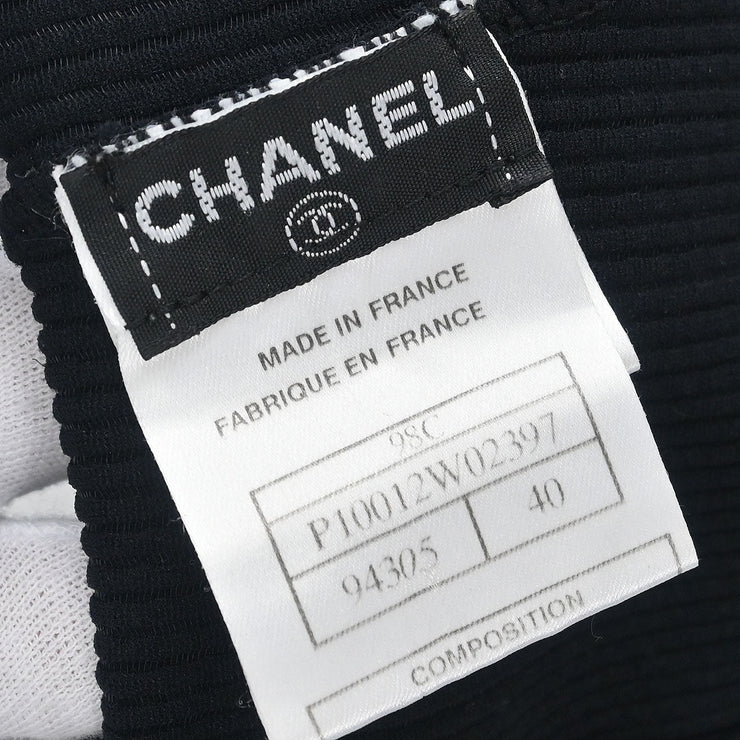 CHANEL
MADE IN FRANCE
FABRIQUE EN FRANCE
98C
P10012W02397
94305 40
COMPOSITION